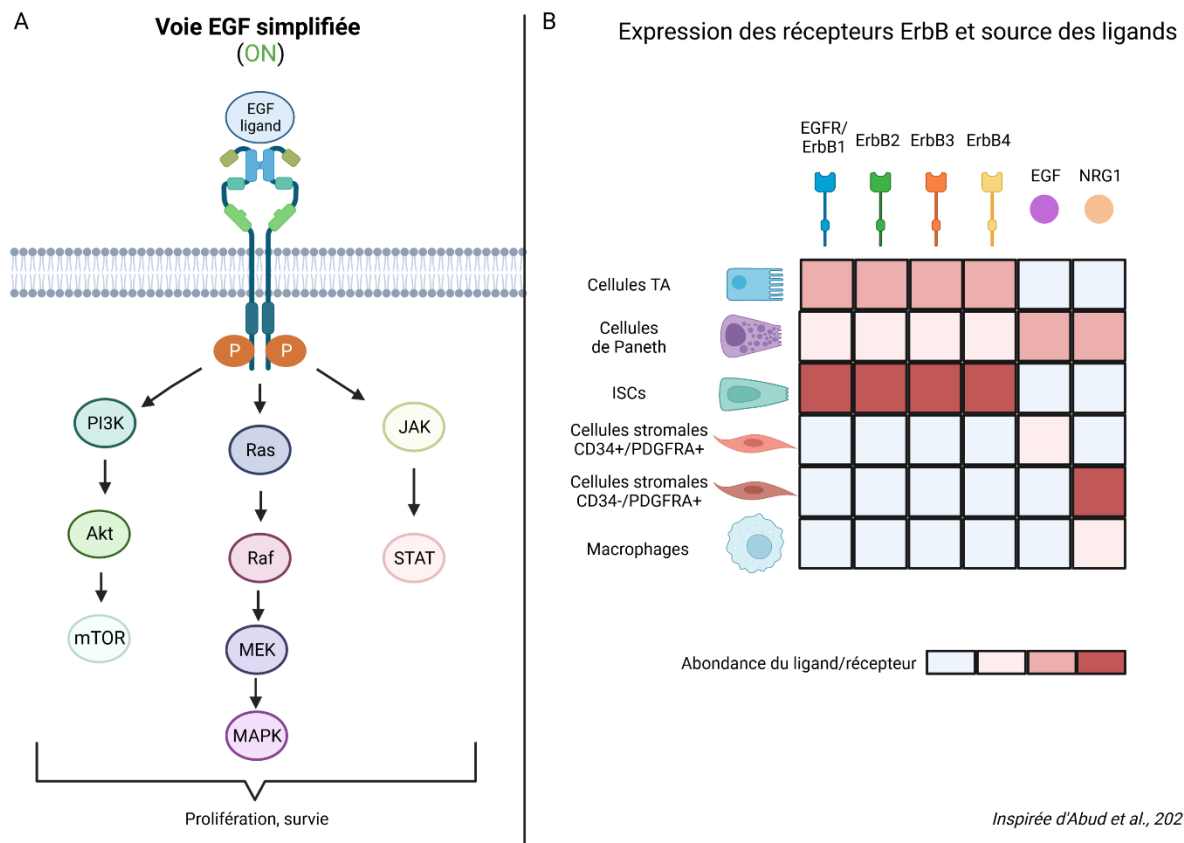 A
Voie EGF simplifiée
(ON)
EGF
ligand
P
P
PI3K
Ras
JAK
Akt
Raf
STAT
mTOR
MEK
MAPK
Prolifération, survie
B
Expression des récepteurs ErbB et source des ligands
EGFR/
ErbB1
ErbB2
ErbB3
ErbB4
EGF
NRG1
Cellules TA
Cellules
de Paneth
ISCs
Cellules stromales
CD34+/PDGFRA+
Cellules stromales
CD34-/PDGFRA+
Macrophages
Abondance du ligand/récepteur
Inspirée d'Abud et al., 202